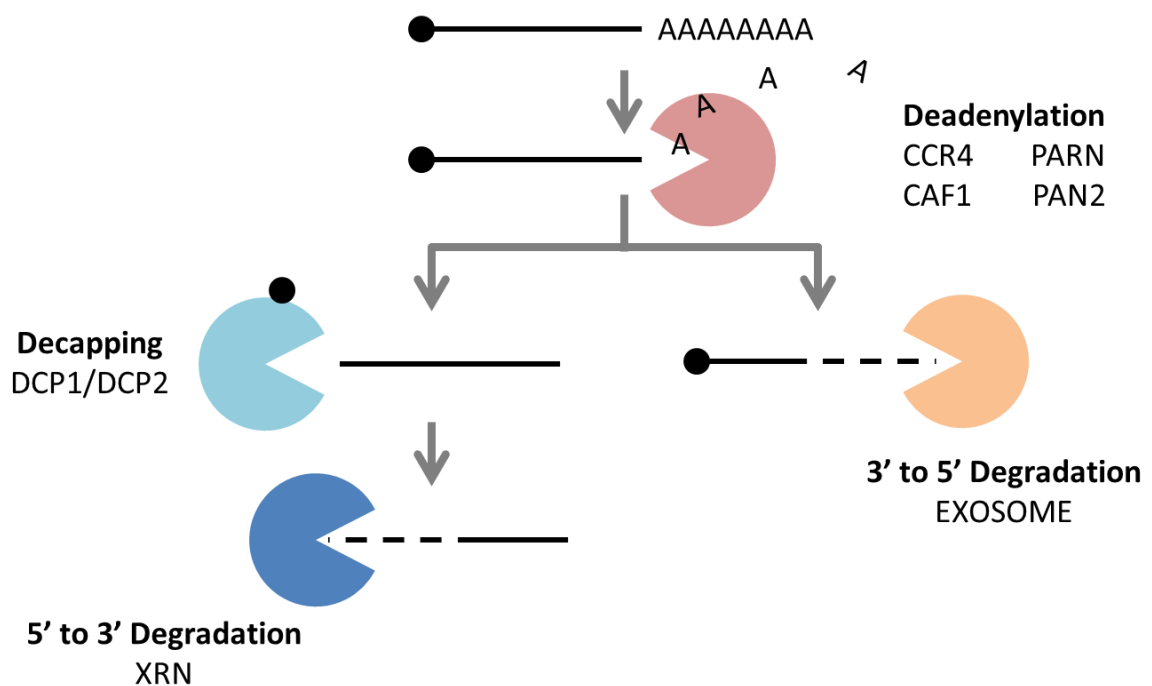 AAAAAAAA
A
A
A
A
Deadenylation
CCR4 PARN
CAF1 PAN2
Decapping
DCP1/DCP2
3’ to 5’ Degradation
EXOSOME
5’ to 3’ Degradation
XRN